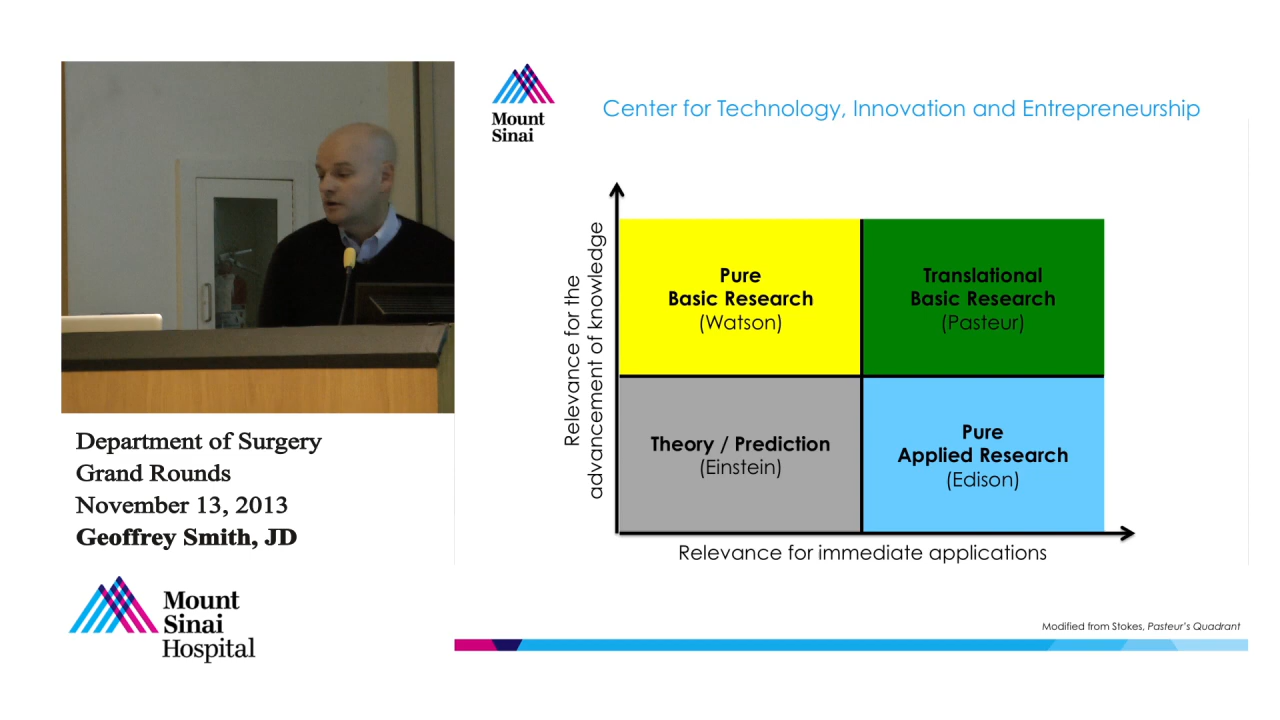 Mount
Sinai
Center for Technology, Innovation and Entrepreneurship
Relevance for the
advancement of knowledge
Pure
Basic Research
(Watson)
Translational
Basic Research
(Pasteur)
Theory / Prediction
(Einstein)
Pure
Applied Research
(Edison)
Relevance for immediate applications
Modified from Stokes, Pasteur's Quadrant
Department of Surgery
Grand Rounds
November 13, 2013
Geoffrey Smith, JD
Mount
Sinai
Hospital